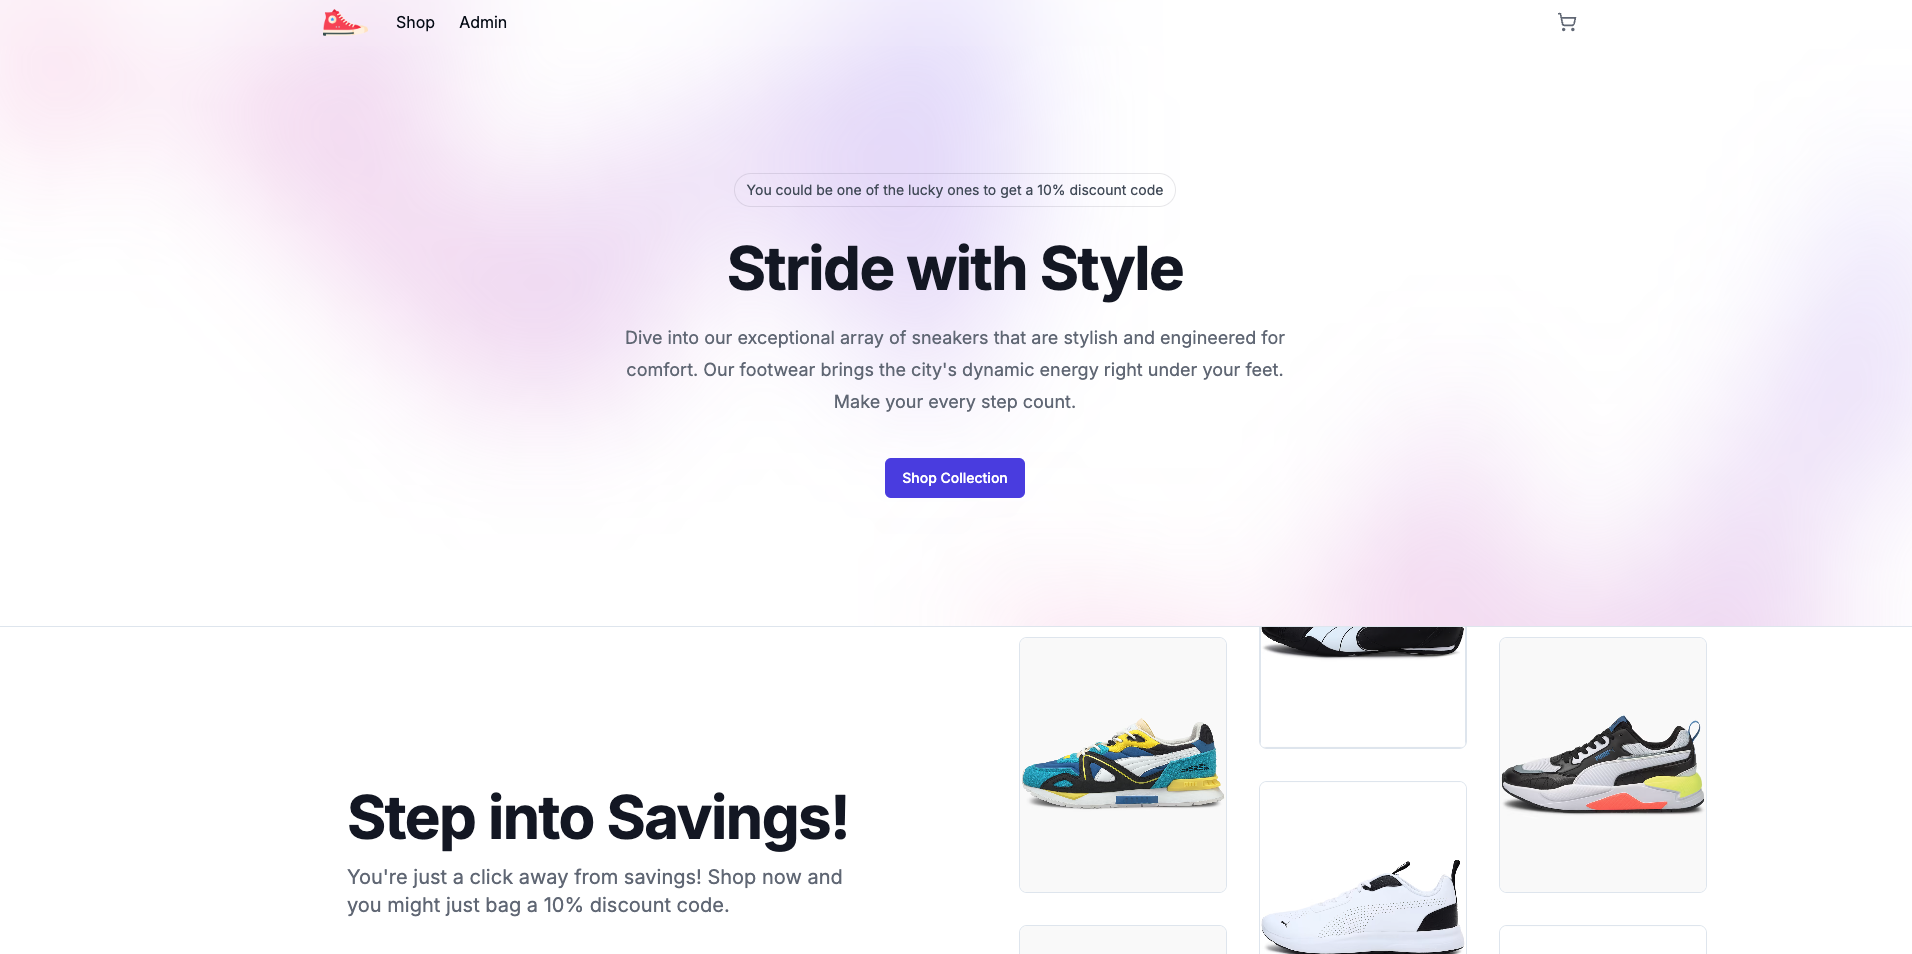 Shop Admin
You could be one of the lucky ones to get a 10% discount code
Stride with Style
Dive into our exceptional array of sneakers that are stylish and engineered for
comfort. Our footwear brings the city's dynamic energy right under your feet.
Make your every step count.
Shop Collection
Step into Savings!
You're just a click away from savings! Shop now and
you might just bag a 10% discount code.